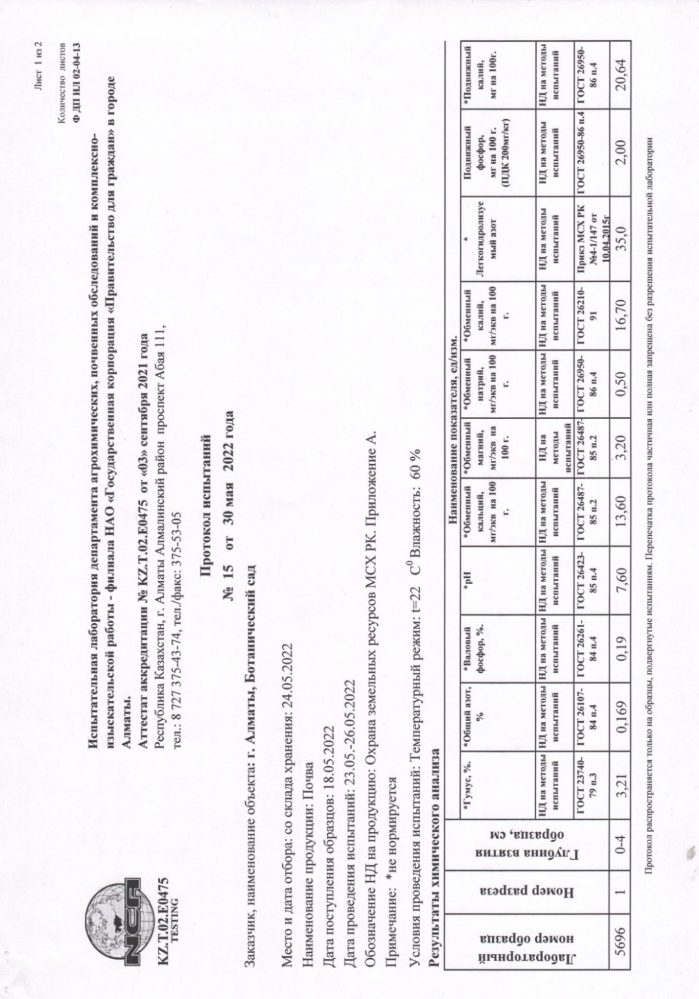 Лист 1 из 2
Количество листов
Ф ДП ИЛ 02-04-13
NCA
KZ.T.02.E0475
TESTING
Испытательная лаборатория департамента агрохимических, почвенных обследований и комплексно-
изыскательской работы - филиала НАО «Государственная корпорация «Правительство для граждан» в городе
Алматы.
Аттестат аккредитации № KZ.T.02.E0475 от «03» сентября 2021 года
Республика Казахстан, г. Алматы Алмалинский район проспект Абая 111,
тел.: 8 727 375-43-74, тел./факс: 375-53-05
Протокол испытаний
№ 15 от 30 мая 2022 года
Заказчик, наименование объекта: г. Алматы, Ботанический сад
Место и дата отбора: со склада хранения: 24.05.2022
Наименование продукции: Почва
Дата поступления образцов: 18.05.2022
Дата проведения испытаний: 23.05.-26.05.2022
Обозначение НД на продукцию: Охрана земельных ресурсов МСХ РК. Приложение А.
Примечание: *не нормируется
Условия проведения испытаний: Температурный режим: t=22 С⁰ Влажность: 60 %
Результаты химического анализа
Лабораторный
номер образца
Номер разреза
Глубина взятия
образца, см
Наименование показателя, ед/изм.
*Гумус, %.
*Общий азот,
%
*Валовый
фосфор, %.
*рН
*Обменный
кальций,
мг/экв на 100
г.
*Обменный
магний,
мг/экв на
100 г.
*Обменный
натрий,
мг/экв на 100
г.
*Обменный
калий,
мг/экв на 100
г.
*
Легкогидролизуе
мый азот
Подвижный
фосфор,
мг на 100 г.
(ПДК 200мг/кг)
*Подвижный
калий,
мг на 100г.
НД на методы
испытаний
НД на методы
испытаний
НД на методы
испытаний
НД на методы
испытаний
НД на методы
испытаний
НД на
методы
испытаний
НД на методы
испытаний
НД на методы
испытаний
НД на методы
испытаний
НД на методы
испытаний
НД на методы
испытаний
ГОСТ 23740-
79 п.3
ГОСТ 26107-
84 п.4
ГОСТ 26261-
84 п.4
ГОСТ 26423-
85 п.4
ГОСТ 26487-
85 п.2
ГОСТ 26487-
85 п.2
ГОСТ 26950-
86 п.4
ГОСТ 26210-
91
Прикз МСХ РК
№4-1/147 от
10.04.2015г
ГОСТ 26950-86 п.4
ГОСТ 26950-
86 п.4
5696 1 0-4 3,21 0,169 0,19 7,60 13,60 3,20 0,50 16,70 35,0 2,00 20,64
Протокол распространяется только на образцы, подвергнутые испытаниям. Перепечатка протокола частичная или полная запрещена без разрешения испытательной лаборатории